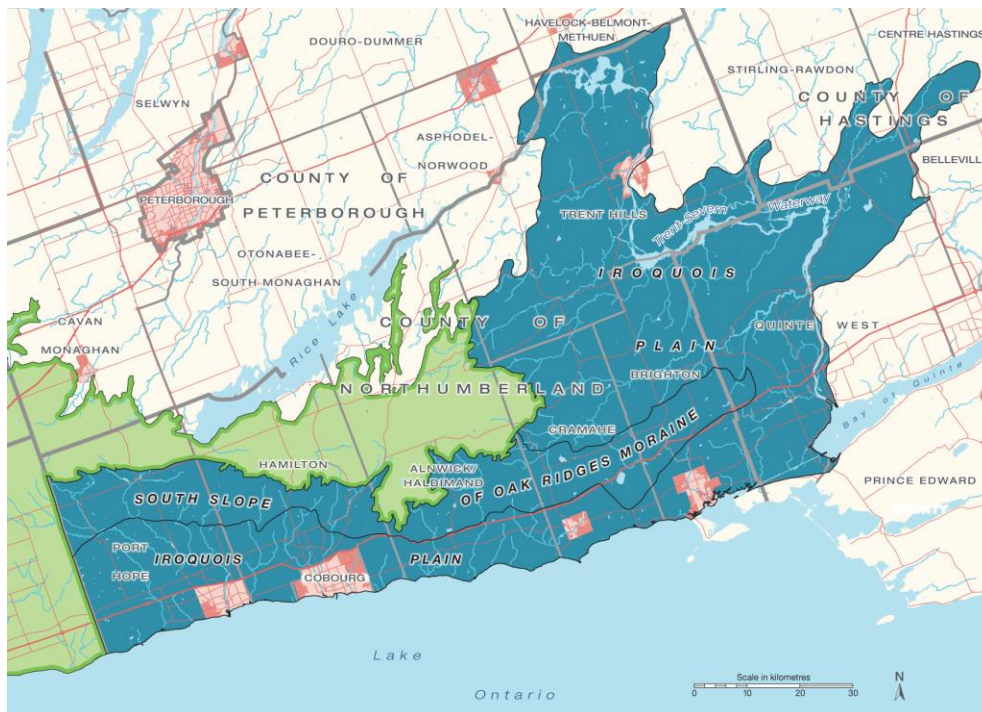 HAVELOCK-BELMONT-
METHUEN
DOURO-DUMMER
CENTRE HASTINGS
STIRLING-RAWDON
SELWYN
COUNTY OF
HASTINGS
ASPHODEL-
NORWOOD
BELLEVILL
COUNTY OF
PETERBOROUGH
PETERBOROUGH
TRENT HILLS
Trent-Severn
Waterway
OTONABEE-
SOUTH MONAGHAN
IROQUOIS
PLAIN
CAVAN
MONAGHAN
Rice Lake
COUNTY OF
NORTHUMBERLAND
QUINTE WEST
BRIGHTON
Bay of Quinte
CRAMAHE
HAMILTON
ALNWICK/
HALDIMAND
SOUTH SLOPE
OF OAK RIDGES MORAINE
PRINCE EDWARD
COUNTY
PORT
HOPE
IROQUOIS
PLAIN
COBOURG
Lake
Ontario
Scale in kilometres
0 10 20 30
N